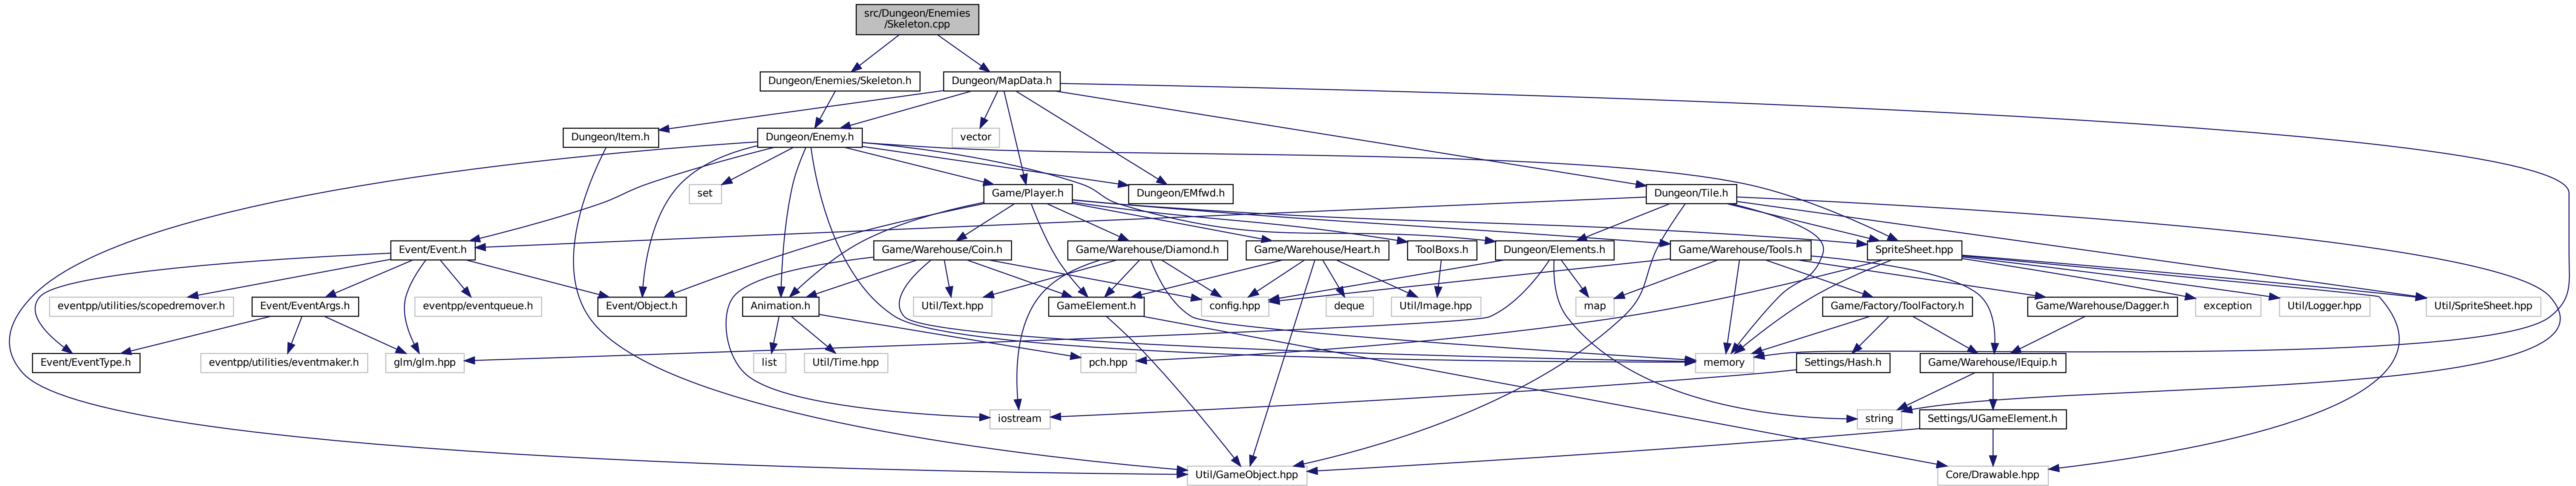 src/Dungeon/Enemies
/Skeleton.cpp
Dungeon/Enemies/Skeleton.h
Dungeon/MapData.h
Dungeon/Item.h
Dungeon/Enemy.h
vector
set
Game/Player.h
Dungeon/EMfwd.h
Dungeon/Tile.h
Event/Event.h
Game/Warehouse/Coin.h
Game/Warehouse/Diamond.h
Game/Warehouse/Heart.h
ToolBoxs.h
Dungeon/Elements.h
Game/Warehouse/Tools.h
SpriteSheet.hpp
eventpp/utilities/scopedremover.h
Event/EventArgs.h
eventpp/eventqueue.h
Event/Object.h
Animation.h
Util/Text.hpp
GameElement.h
config.hpp
deque
Util/Image.hpp
map
Game/Factory/ToolFactory.h
Game/Warehouse/Dagger.h
exception
Util/Logger.hpp
Util/SpriteSheet.hpp
Event/EventType.h
eventpp/utilities/eventmaker.h
glm/glm.hpp
list
Util/Time.hpp
pch.hpp
memory
Settings/Hash.h
Game/Warehouse/IEquip.h
iostream
string
Settings/UGameElement.h
Util/GameObject.hpp
Core/Drawable.hpp